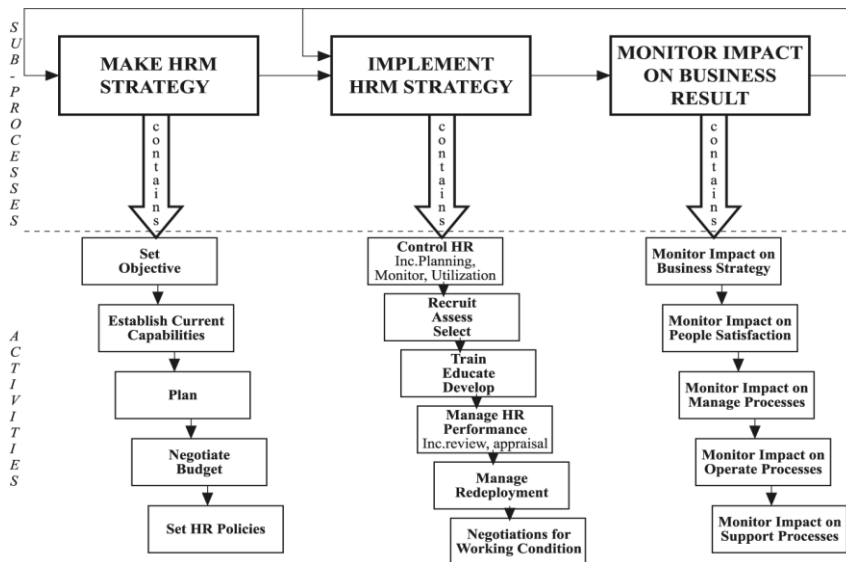 SUB-PROCESSES
MAKE HRM
STRATEGY
IMPLEMENT
HRM STRATEGY
MONITOR IMPACT
ON BUSINESS
RESULT
contains
contains
contains
ACTIVITIES
Set
Objective
Establish Current
Capabilities
Plan
Negotiate
Budget
Set HR Policies
Control HR
Inc.Planning,
Monitor, Utilization
Recruit
Assess
Select
Train
Educate
Develop
Manage HR
Performance
Inc.review, appraisal
Manage
Redeployment
Negotiations for
Working Condition
Monitor Impact on
Business Strategy
Monitor Impact on
People Satisfaction
Monitor Impact on
Manage Processes
Monitor Impact on
Operate Processes
Monitor Impact on
Support Processes